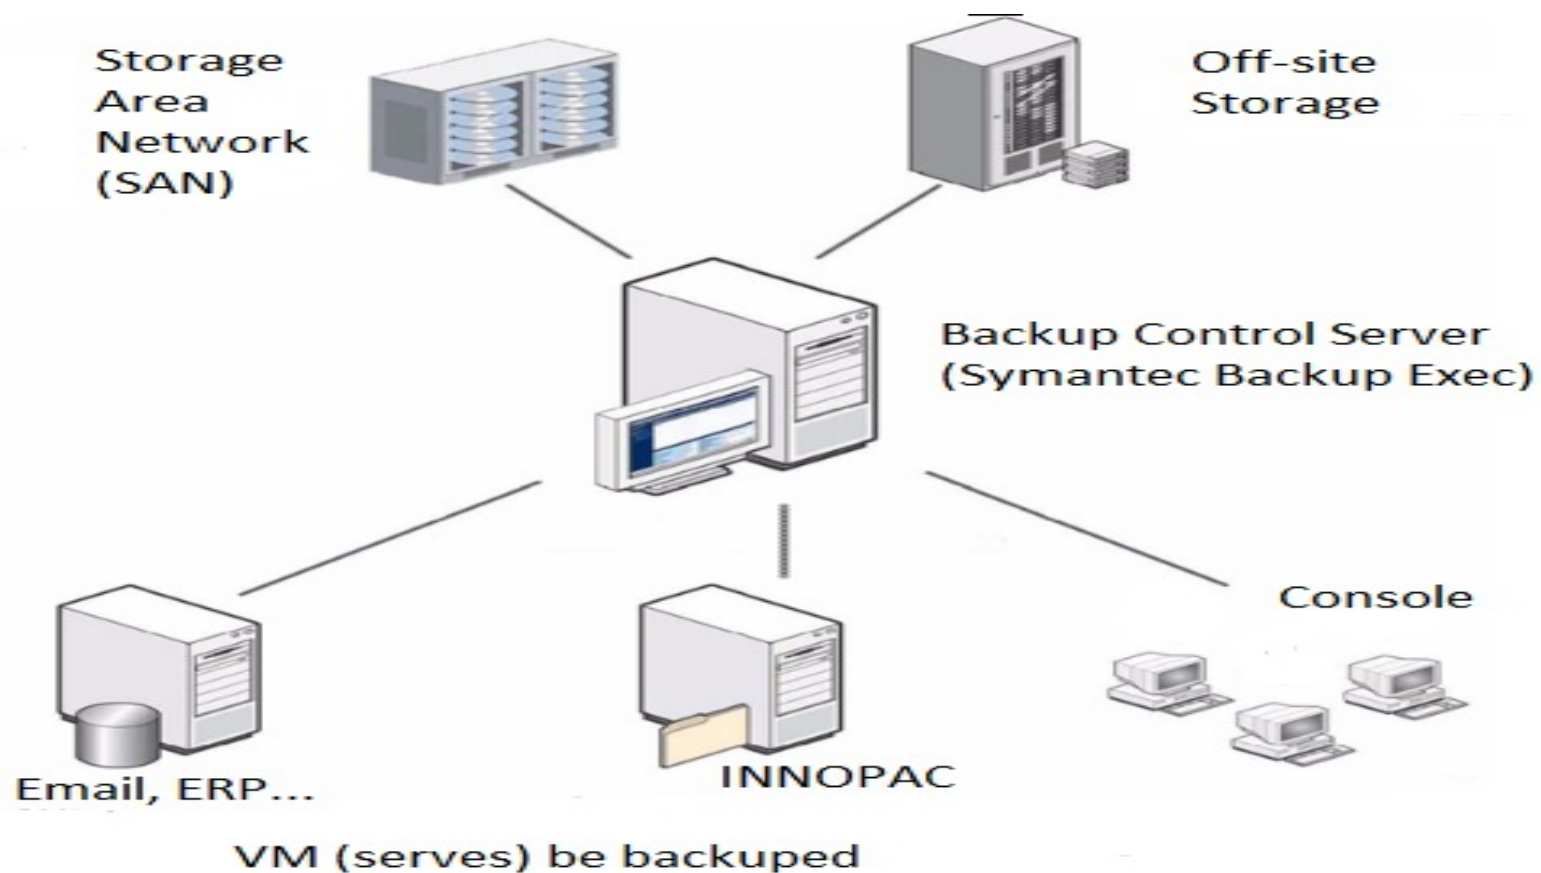 Storage
Area
Network
(SAN)
Off-site
Storage
Backup Control Server
(Symantec Backup Exec)
Console
Email, ERP...
INNOPAC
VM (serves) be backuped